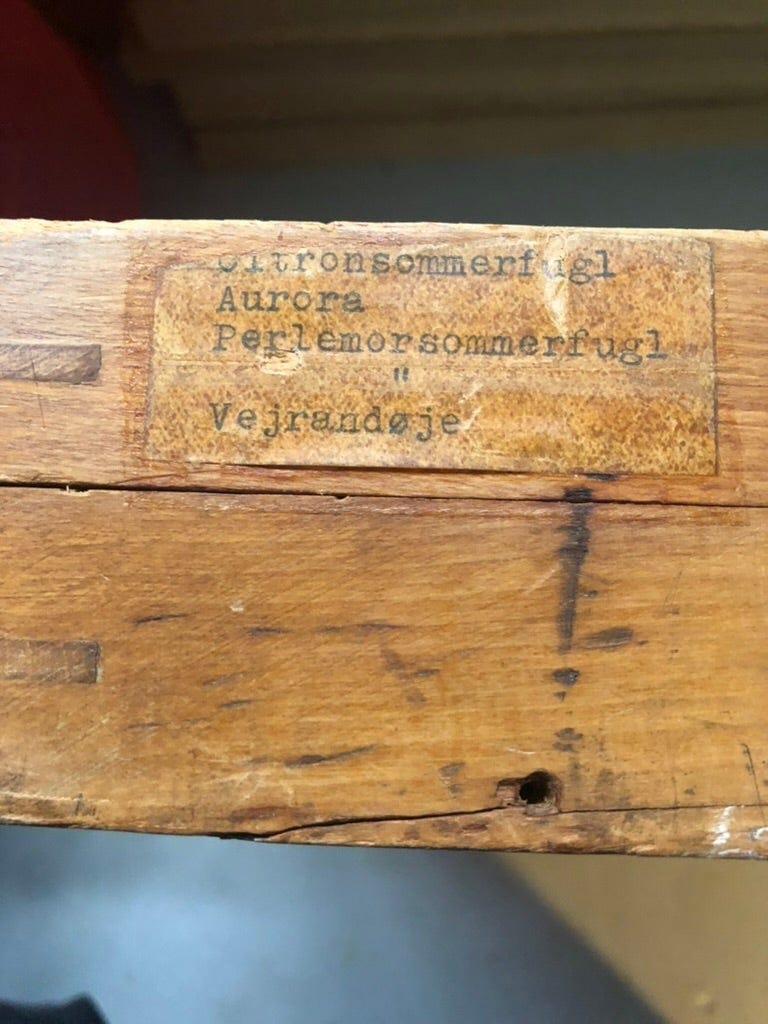 Citronsommerfugl
Aurora
Perlemorsommerfugl
"
Vejrandøje